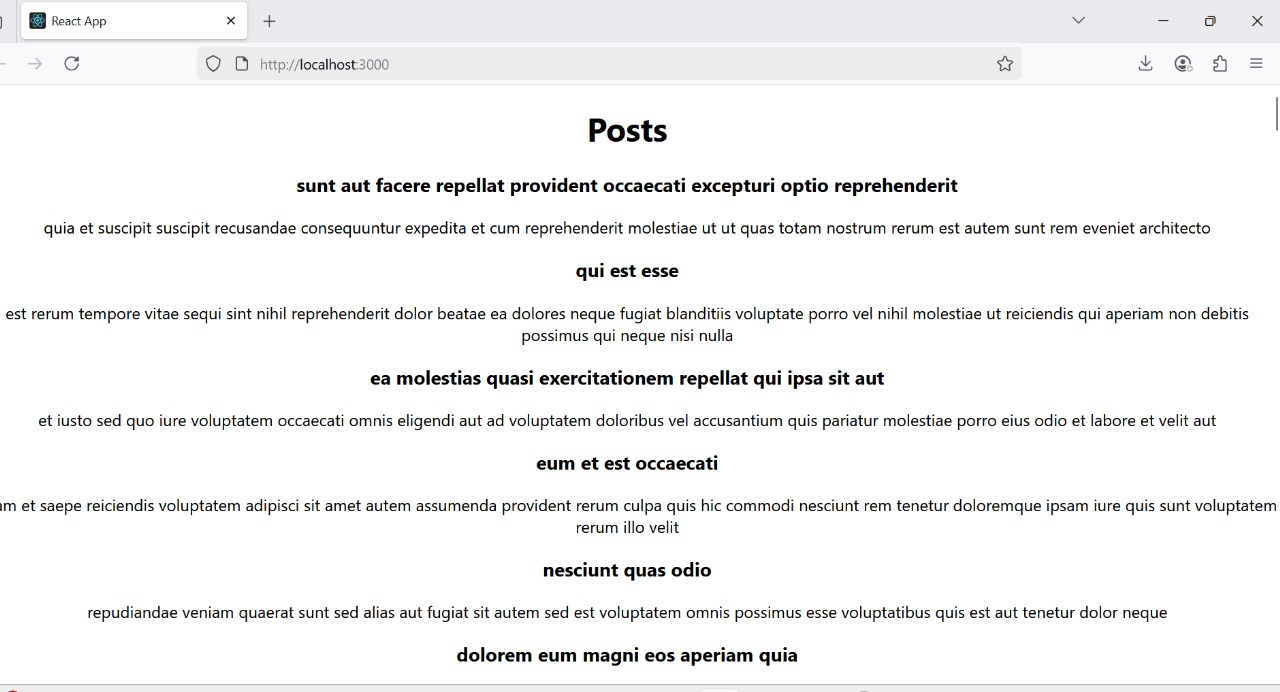 React App
http://localhost:3000
Posts
sunt aut facere repellat provident occaecati excepturi optio reprehenderit
quia et suscipit suscipit recusandae consequuntur expedita et cum reprehenderit molestiae ut ut quas totam nostrum rerum est autem sunt rem eveniet architecto
qui est esse
est rerum tempore vitae sequi sint nihil reprehenderit dolor beatae ea dolores neque fugiat blanditiis voluptate porro vel nihil molestiae ut reiciendis qui aperiam non debitis
possimus qui neque nisi nulla
ea molestias quasi exercitationem repellat qui ipsa sit aut
et iusto sed quo iure voluptatem occaecati omnis eligendi aut ad voluptatem doloribus vel accusantium quis pariatur molestiae porro eius odio et labore et velit aut
eum et est occaecati
am et saepe reiciendis voluptatem adipisci sit amet autem assumenda provident rerum culpa quis hic commodi nesciunt rem tenetur doloremque ipsam iure quis sunt voluptatem
rerum illo velit
nesciunt quas odio
repudiandae veniam quaerat sunt sed alias aut fugiat sit autem sed est voluptatem omnis possimus esse voluptatibus quis est aut tenetur dolor neque
dolorem eum magni eos aperiam quia